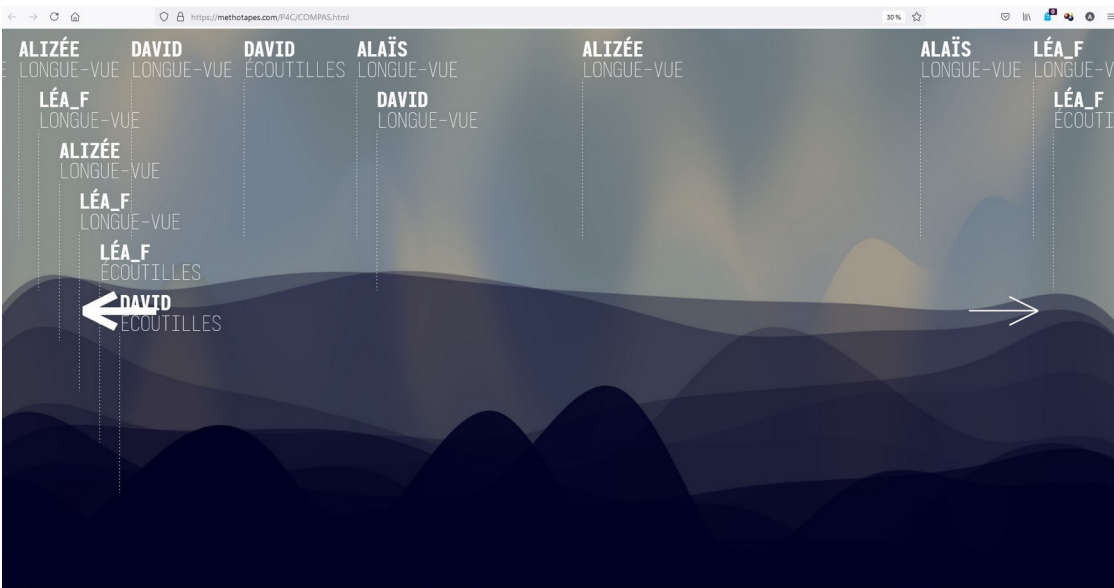 https://methotapes.com/P4C/COMPAS.html 30%
ALIZÉE DAVID DAVID ALAÏS ALIZÉE ALAÏS LÉA_F
LONGUE-VUE LONGUE-VUE ÉCOUTILLES LONGUE-VUE LONGUE-VUE LONGUE-VUE LONGUE-V
LÉA_F DAVID LÉA_F
LONGUE-VUE LONGUE-VUE ÉCOUTI
ALIZÉE
LONGUE-VUE
LÉA_F
LONGUE-VUE
LÉA_F
ÉCOUTILLES
DAVID
ÉCOUTILLES